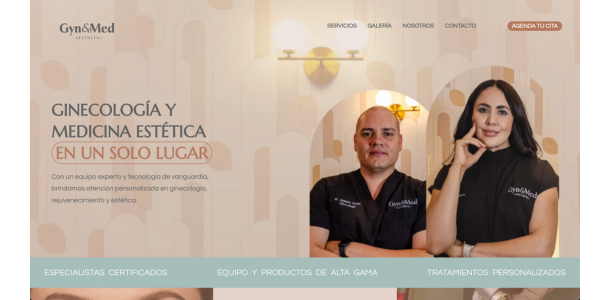 Gyn&Med
AESTHETIC
SERVICIOS GALERÍA NOSOTROS CONTACTO AGENDA TU CITA
GINECOLOGÍA Y
MEDICINA ESTÉTICA
EN UN SOLO LUGAR
Con un equipo experto y tecnología de vanguardia,
brindamos atención personalizada en ginecología,
rejuvenecimiento y estética.
Gyn&Med
Gyn&Med
ESPECIALISTAS CERTIFICADOS EQUIPO Y PRODUCTOS DE ALTA GAMA TRATAMIENTOS PERSONALIZADOS